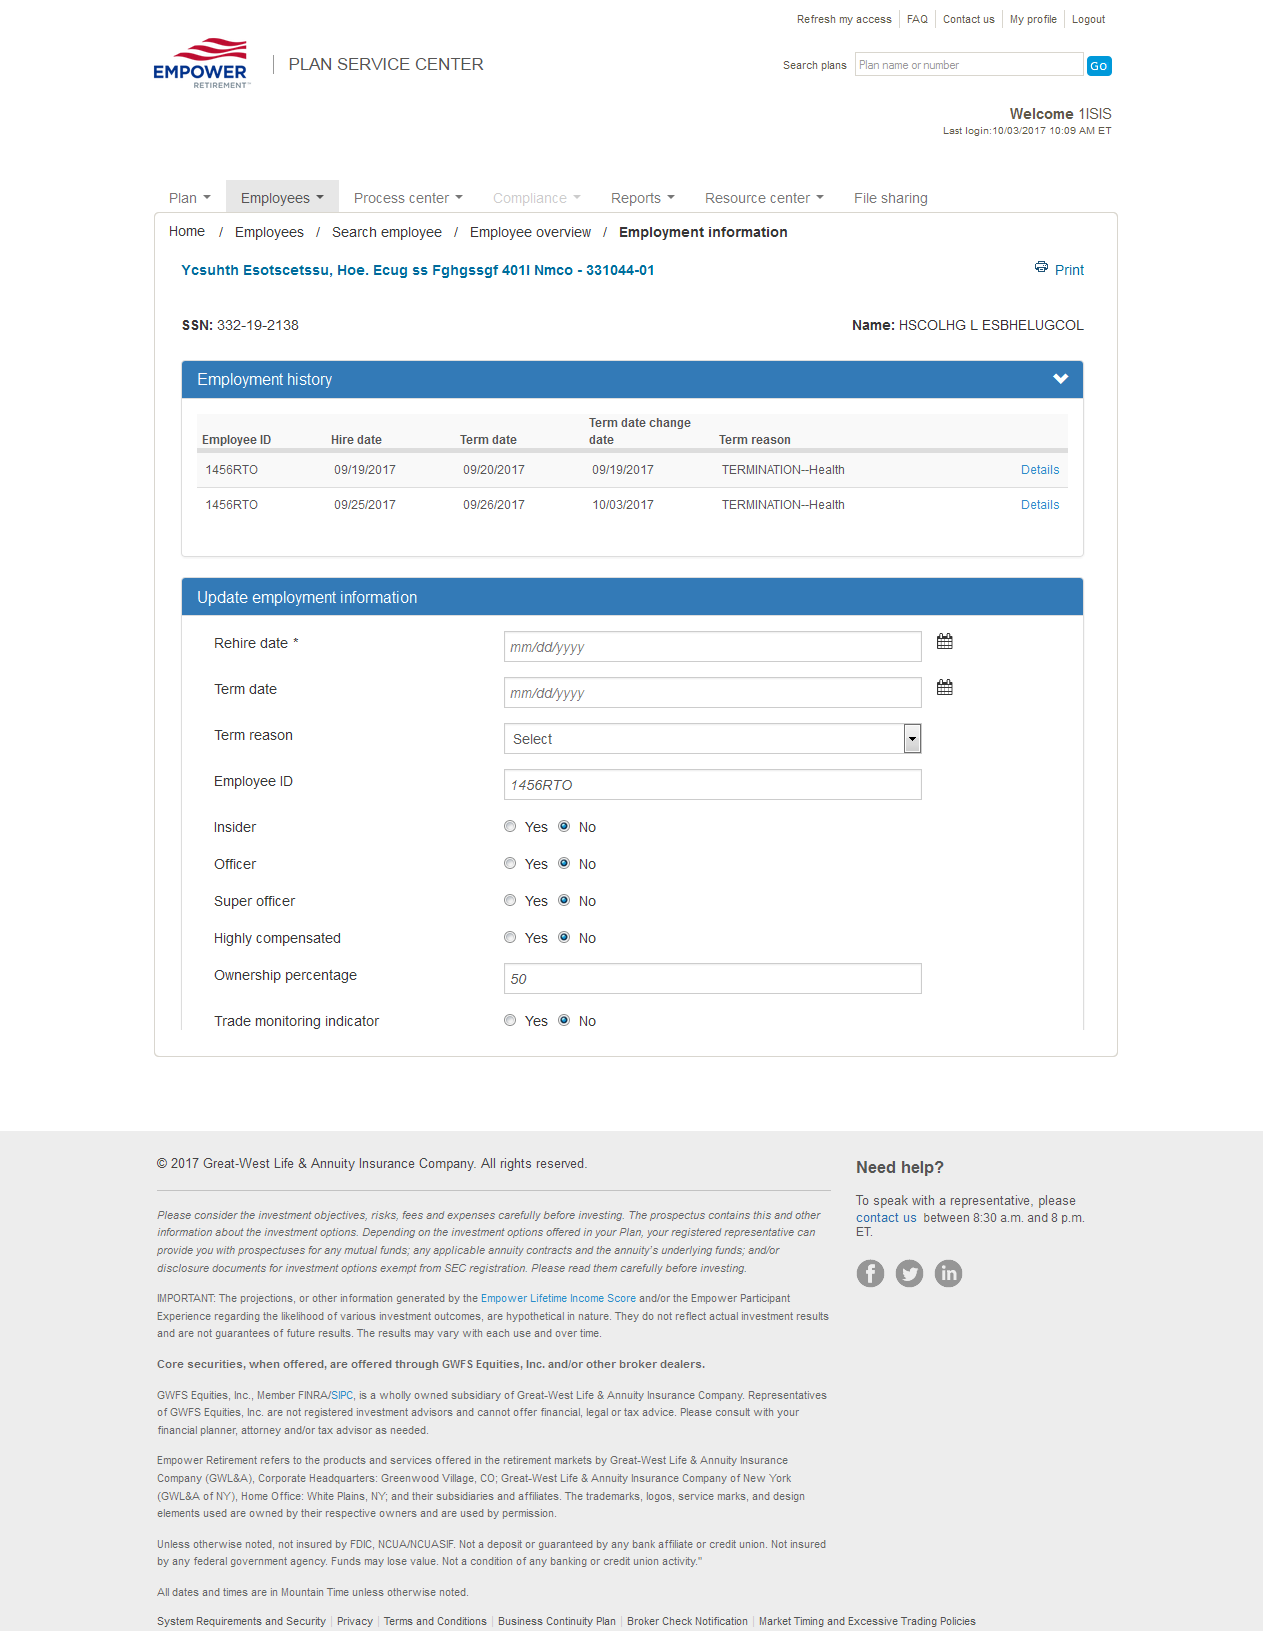 Refresh my access FAQ Contact us My profile Logout
EMPOWER
RETIREMENT™
PLAN SERVICE CENTER
Search plans Plan name or number Go
Welcome 1ISIS
Last login:10/03/2017 10:09 AM ET
Plan Employees Process center Compliance Reports Resource center File sharing
Home / Employees / Search employee / Employee overview / Employment information
Ycsuhth Esotscetssu, Hoe. Ecug ss Fghgssgf 401I Nmco - 331044-01
Print
SSN: 332-19-2138
Name: HSCOLHG L ESBHELUGCOL
Employment history
Employee ID Hire date Term date Term date change date Term reason
1456RTO 09/19/2017 09/20/2017 09/19/2017 TERMINATION--Health Details
1456RTO 09/25/2017 09/26/2017 10/03/2017 TERMINATION--Health Details
Update employment information
Rehire date * mm/dd/yyyy
Term date mm/dd/yyyy
Term reason Select
Employee ID 1456RTO
Insider Yes No
Officer Yes No
Super officer Yes No
Highly compensated Yes No
Ownership percentage 50
Trade monitoring indicator Yes No
© 2017 Great-West Life & Annuity Insurance Company. All rights reserved.
Please consider the investment objectives, risks, fees and expenses carefully before investing. The prospectus contains this and other
information about the investment options. Depending on the investment options offered in your Plan, your registered representative can
provide you with prospectuses for any mutual funds; any applicable annuity contracts and the annuity's underlying funds; and/or
disclosure documents for investment options exempt from SEC registration. Please read them carefully before investing.
IMPORTANT: The projections, or other information generated by the Empower Lifetime Income Score and/or the Empower Participant
Experience regarding the likelihood of various investment outcomes, are hypothetical in nature. They do not reflect actual investment results
and are not guarantees of future results. The results may vary with each use and over time.
Core securities, when offered, are offered through GWFS Equities, Inc. and/or other broker dealers.
GWFS Equities, Inc., Member FINRA/SIPC, is a wholly owned subsidiary of Great-West Life & Annuity Insurance Company. Representatives
of GWFS Equities, Inc. are not registered investment advisors and cannot offer financial, legal or tax advice. Please consult with your
financial planner, attorney and/or tax advisor as needed.
Empower Retirement refers to the products and services offered in the retirement markets by Great-West Life & Annuity Insurance
Company (GWL&A), Corporate Headquarters: Greenwood Village, CO; Great-West Life & Annuity Insurance Company of New York
(GWL&A of NY), Home Office: White Plains, NY; and their subsidiaries and affiliates. The trademarks, logos, service marks, and design
elements used are owned by their respective owners and are used by permission.
Unless otherwise noted, not insured by FDIC, NCUA/NCUASIF. Not a deposit or guaranteed by any bank affiliate or credit union. Not insured
by any federal government agency. Funds may lose value. Not a condition of any banking or credit union activity."
All dates and times are in Mountain Time unless otherwise noted.
System Requirements and Security Privacy Terms and Conditions Business Continuity Plan Broker Check Notification Market Timing and Excessive Trading Policies
Need help?
To speak with a representative, please
contact us between 8:30 a.m. and 8 p.m.
ET.